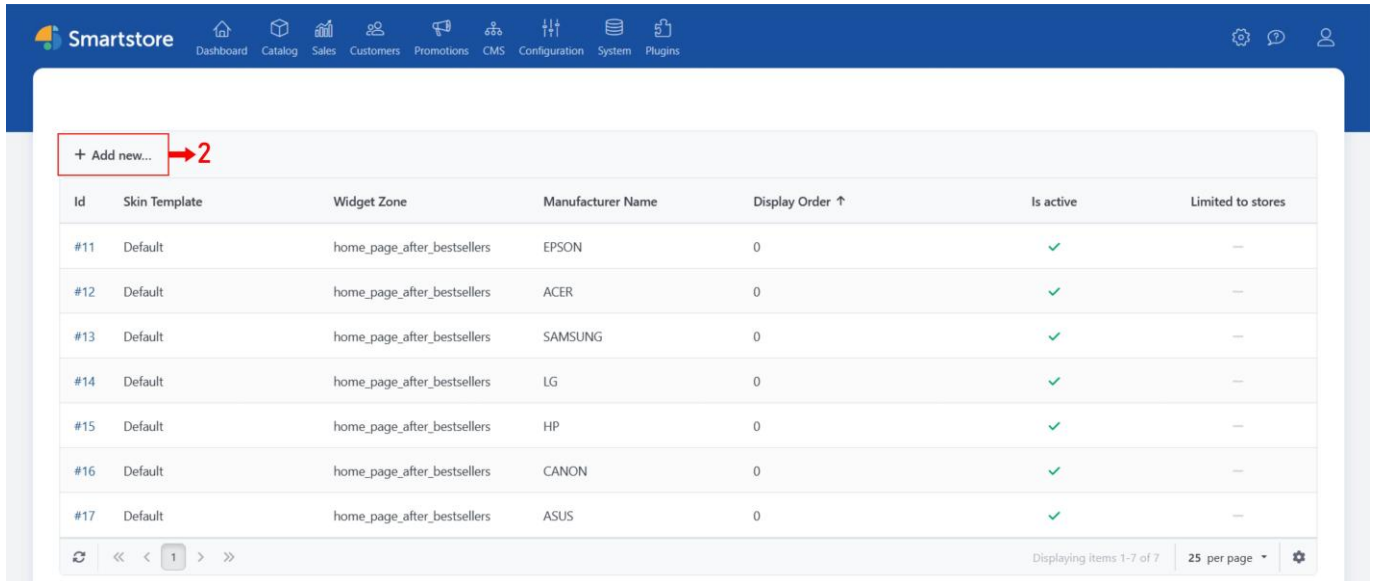 Smartstore
Dashboard Catalog Sales Customers Promotions CMS Configuration System Plugins
+ Add new... 2
Id Skin Template Widget Zone Manufacturer Name Display Order ↑ Is active Limited to stores
#11 Default home_page_after_bestsellers EPSON 0
#12 Default home_page_after_bestsellers ACER 0
#13 Default home_page_after_bestsellers SAMSUNG 0
#14 Default home_page_after_bestsellers LG 0
#15 Default home_page_after_bestsellers HP 0
#16 Default home_page_after_bestsellers CANON 0
#17 Default home_page_after_bestsellers ASUS 0
1 Displaying items 1-7 of 7 25 per page